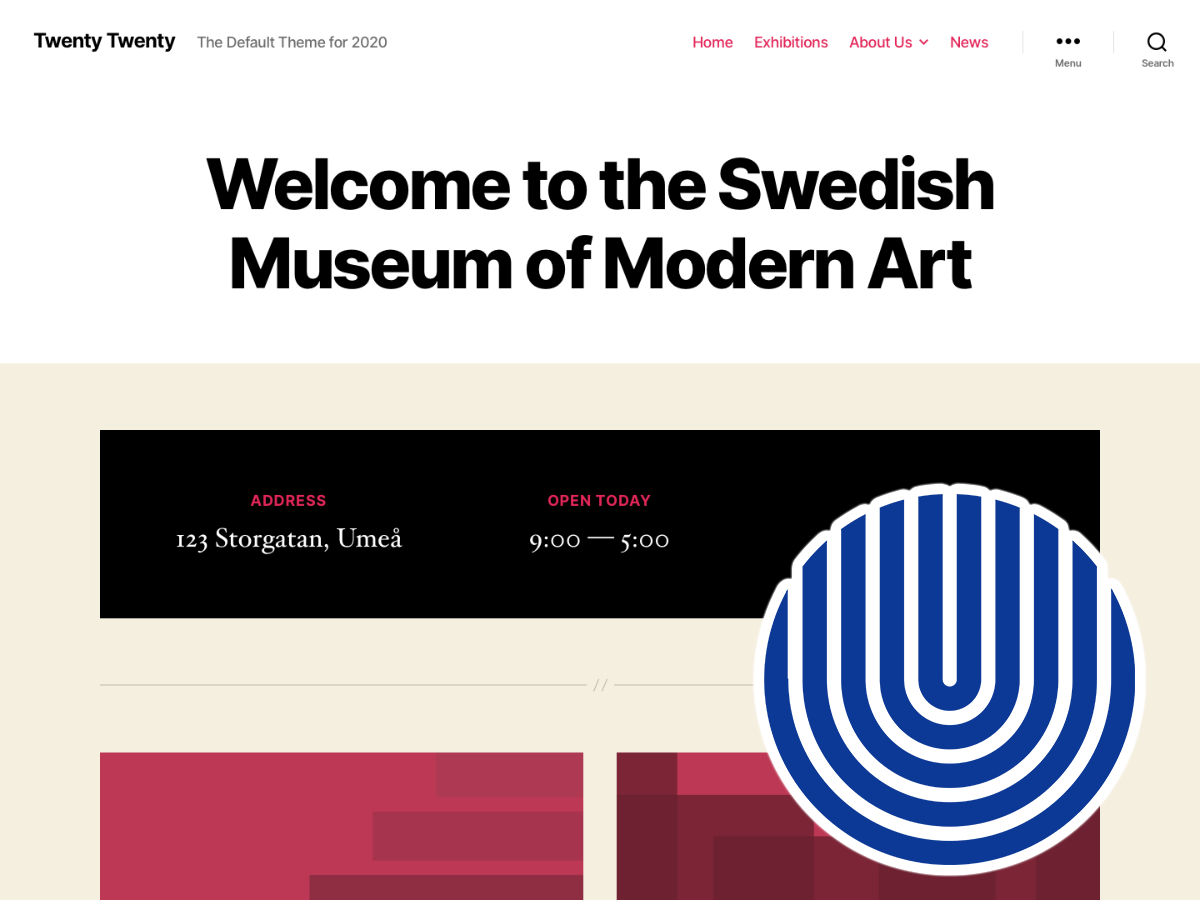 Twenty Twenty
The Default Theme for 2020
Home
Exhibitions
About Us
News
Menu
Search
Welcome to the Swedish
Museum of Modern Art
ADDRESS
123 Storgatan, Umeå
OPEN TODAY
9:00 — 5:00
//